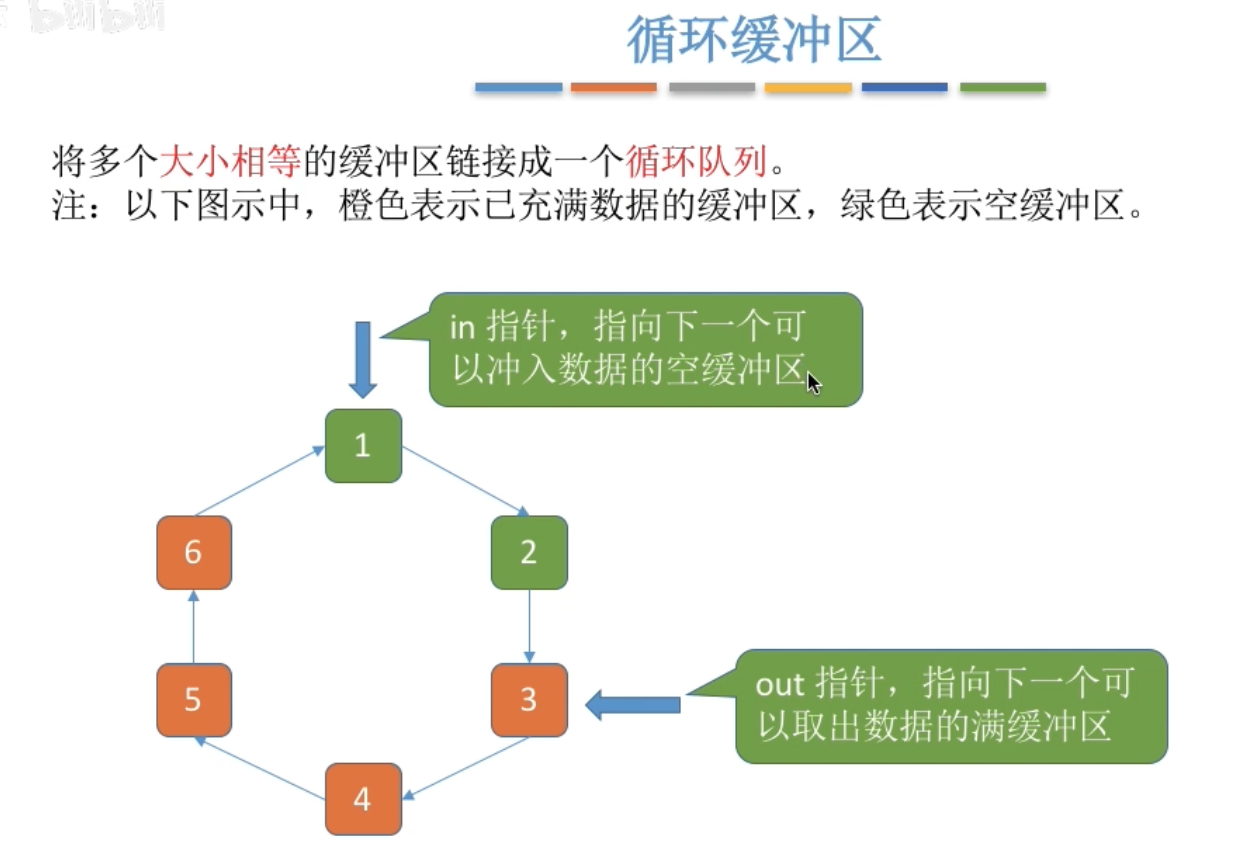 循环缓冲区
将多个大小相等的缓冲区链接成一个循环队列。
注：以下图示中，橙色表示已充满数据的缓冲区，绿色表示空缓冲区。
in 指针，指向下一个可
以冲入数据的空缓冲区
1
6
2
5
3
out 指针，指向下一个可
以取出数据的满缓冲区
4